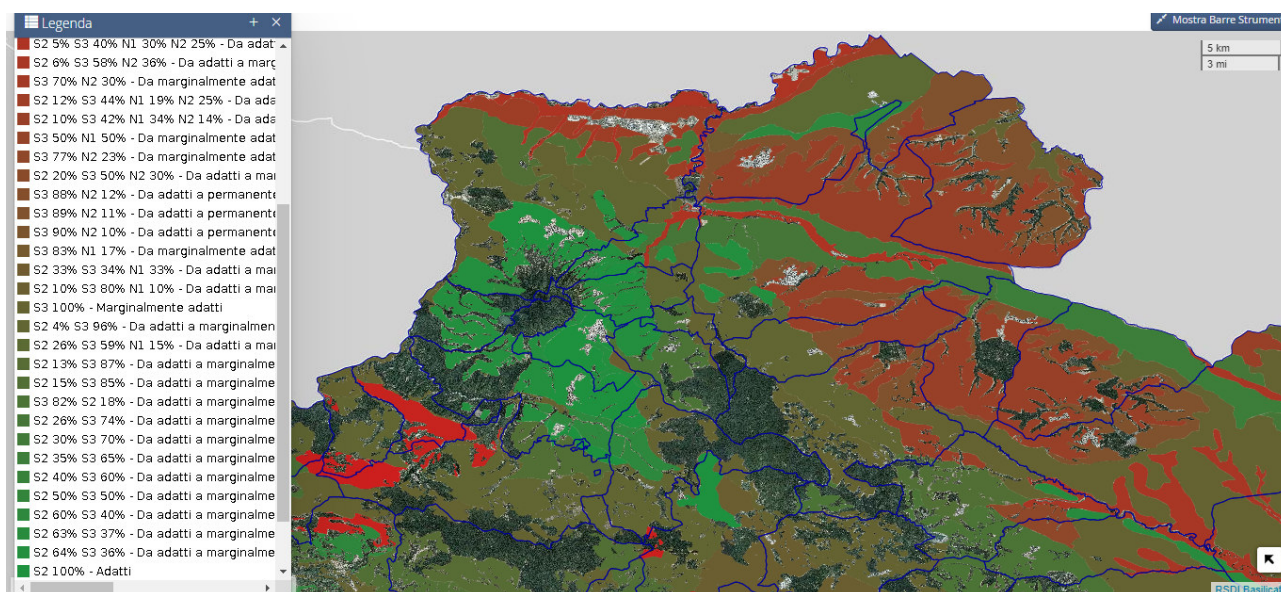 Legenda
Mostra Barre Strument
5 km
3 mi
S2 5% S3 40% N1 30% N2 25% - Da adat
S2 6% S3 58% N2 36% - Da adatti a marg
S3 70% N2 30% - Da marginalmente adat
S2 12% S3 44% N1 19% N2 25% - Da ada
S2 10% S3 42% N1 34% N2 14% - Da ada
S3 50% N1 50% - Da marginalmente adat
S3 77% N2 23% - Da marginalmente adat
S2 20% S3 50% N2 30% - Da adatti a mar
S3 88% N2 12% - Da adatti a permanente
S3 89% N2 11% - Da adatti a permanente
S3 90% N2 10% - Da adatti a permanente
S3 83% N1 17% - Da marginalmente adat
S2 33% S3 34% N1 33% - Da adatti a mar
S2 10% S3 80% N1 10% - Da adatti a mar
S3 100% - Marginalmente adatti
S2 4% S3 96% - Da adatti a marginalmen
S2 26% S3 59% N1 15% - Da adatti a mar
S2 13% S3 87% - Da adatti a marginalme
S2 15% S3 85% - Da adatti a marginalme
S3 82% S2 18% - Da adatti a marginalme
S2 26% S3 74% - Da adatti a marginalme
S2 30% S3 70% - Da adatti a marginalme
S2 35% S3 65% - Da adatti a marginalme
S2 40% S3 60% - Da adatti a marginalme
S2 50% S3 50% - Da adatti a marginalme
S2 60% S3 40% - Da adatti a marginalme
S2 63% S3 37% - Da adatti a marginalme
S2 64% S3 36% - Da adatti a marginalme
S2 100% - Adatti
RSDI Basilicat